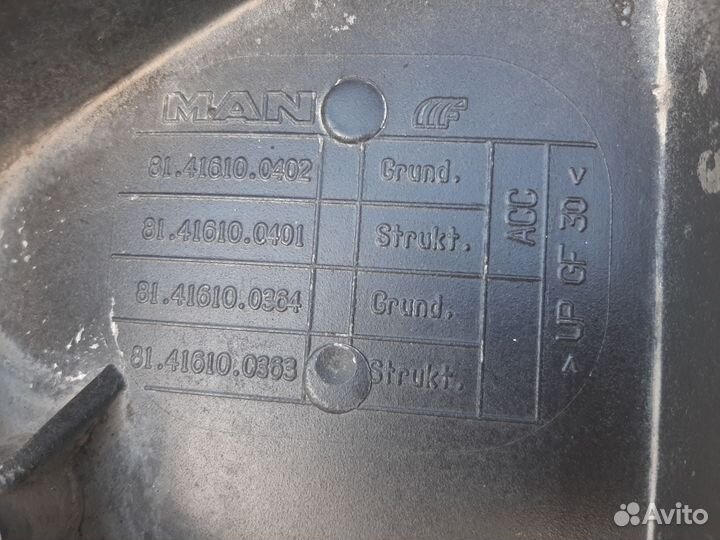 MAN
81.41610.0402 Grund.
81.41610.0401 Strukt.
81.41610.0364 Grund.
81.41610.0363 Strukt.
ACC
> UP GF 30 <
Avito